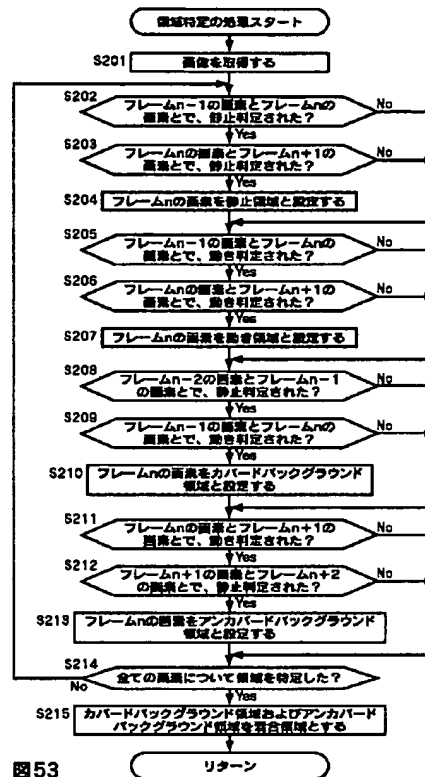 領域特定の処理スタート
S201
画像を取得する
S202
フレームn-1の画素とフレームnの
画素とで、静止判定された?
No
Yes
S203
フレームnの画素とフレームn+1の
画素とで、静止判定された?
No
Yes
S204
フレームnの画素を静止領域と設定する
S205
フレームn-1の画素とフレームnの
画素とで、動き判定された?
No
Yes
S206
フレームnの画素とフレームn+1の
画素とで、動き判定された?
No
Yes
S207
フレームnの画素を動き領域と設定する
S208
フレームn-2の画素とフレームn-1
の画素とで、静止判定された?
No
Yes
S209
フレームn-1の画素とフレームnの
画素とで、動き判定された?
No
Yes
S210
フレームnの画素をカバードバックグラウンド
領域と設定する
S211
フレームnの画素とフレームn+1の
画素とで、動き判定された?
No
Yes
S212
フレームn+1の画素とフレームn+2
の画素とで、静止判定された?
No
Yes
S213
フレームnの画素をアンカバードバックグラウンド
領域と設定する
S214
全ての画素について領域を特定した?
No
Yes
S215
カバードバックグラウンド領域およびアンカバード
バックグラウンド領域を混合領域とする
リターン
図53